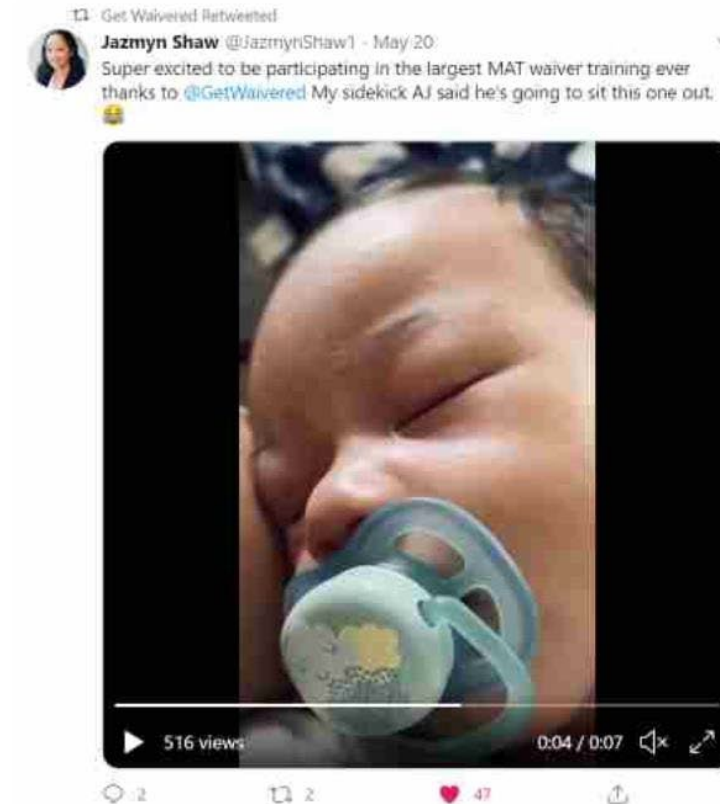 Get Waivered Retweeted
Jazmyn Shaw @JazmynShaw1 · May 20
Super excited to be participating in the largest MAT waiver training ever
thanks to @GetWaivered My sidekick AJ said he's going to sit this one out.
😂
516 views 0:04 / 0:07
2 2 47